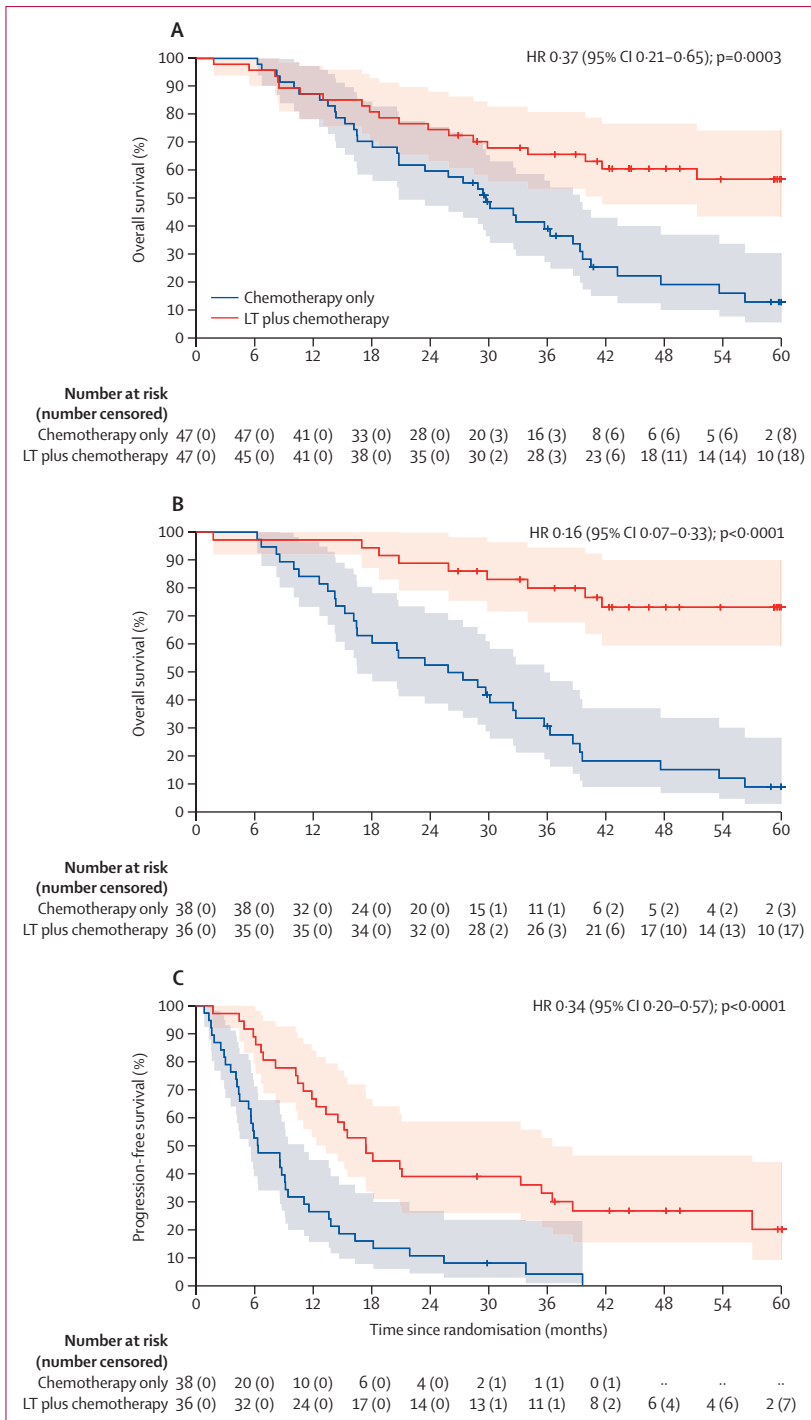 A
HR 0·37 (95% CI 0·21–0·65); p=0·0003
Overall survival (%)
100
90
80
70
60
50
40
30
20
10
0
Chemotherapy only
LT plus chemotherapy
0 6 12 18 24 30 36 42 48 54 60
Number at risk
(number censored)
Chemotherapy only 47 (0) 47 (0) 41 (0) 33 (0) 28 (0) 20 (3) 16 (3) 8 (6) 6 (6) 5 (6) 2 (8)
LT plus chemotherapy 47 (0) 45 (0) 41 (0) 38 (0) 35 (0) 30 (2) 28 (3) 23 (6) 18 (11) 14 (14) 10 (18)
B
HR 0·16 (95% CI 0·07–0·33); p<0·0001
Overall survival (%)
100
90
80
70
60
50
40
30
20
10
0
0 6 12 18 24 30 36 42 48 54 60
Number at risk
(number censored)
Chemotherapy only 38 (0) 38 (0) 32 (0) 24 (0) 20 (0) 15 (1) 11 (1) 6 (2) 5 (2) 4 (2) 2 (3)
LT plus chemotherapy 36 (0) 35 (0) 35 (0) 34 (0) 32 (0) 28 (2) 26 (3) 21 (6) 17 (10) 14 (13) 10 (17)
C
HR 0·34 (95% CI 0·20–0·57); p<0·0001
Progression-free survival (%)
100
90
80
70
60
50
40
30
20
10
0
0 6 12 18 24 30 36 42 48 54 60
Time since randomisation (months)
Number at risk
(number censored)
Chemotherapy only 38 (0) 20 (0) 10 (0) 6 (0) 4 (0) 2 (1) 1 (1) 0 (1) ·· ·· ··
LT plus chemotherapy 36 (0) 32 (0) 24 (0) 17 (0) 14 (0) 13 (1) 11 (1) 8 (2) 6 (4) 4 (6) 2 (7)